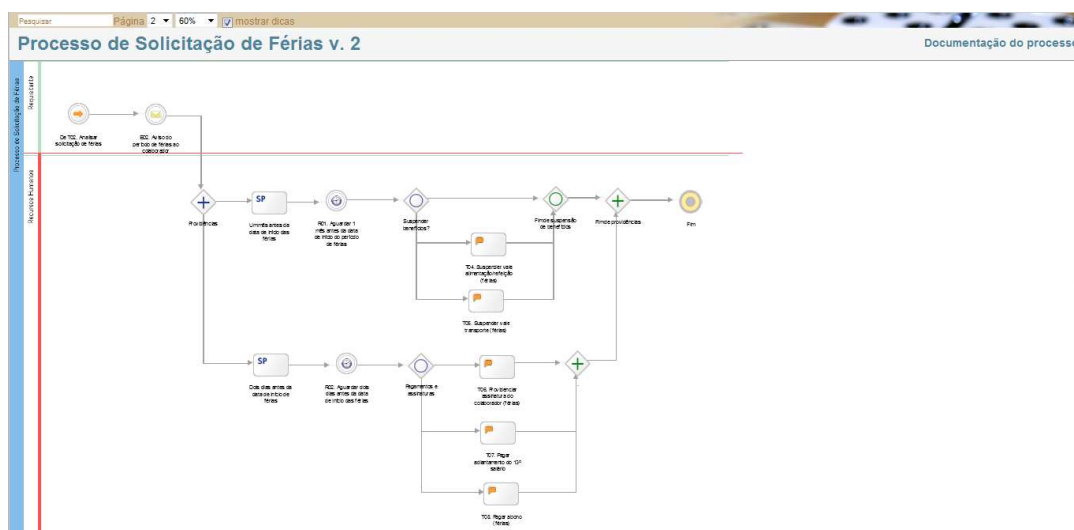 Pesquisar
Página 2
60%
mostrar dicas
Processo de Solicitação de Férias v. 2
Documentação do processo
Processo de Solicitação de Férias
Requisitante
Recursos Humanos
De T02. Analisar
solicitação de férias
E02. Aviso do
período de férias ao
colaborador
Providências
SP
Um mês antes da
data de início das
férias
R01. Aguardar 1
mês antes da data
de início do período
de férias
Suspender
benefícios?
Fim de suspensão
de benefícios
Fim de providências
Fim
T04. Suspender vale
alimentação/refeição
(férias)
T05. Suspender vale
transporte (férias)
SP
Dois dias antes da
data de início de
férias
R02. Aguardar dois
dias antes da data
de início das férias
Pagamentos e
assinaturas
T06. Providenciar
assinatura do
colaborador (férias)
T07. Pagar
adiantamento do 13º
salário
T08. Pagar abono
(férias)